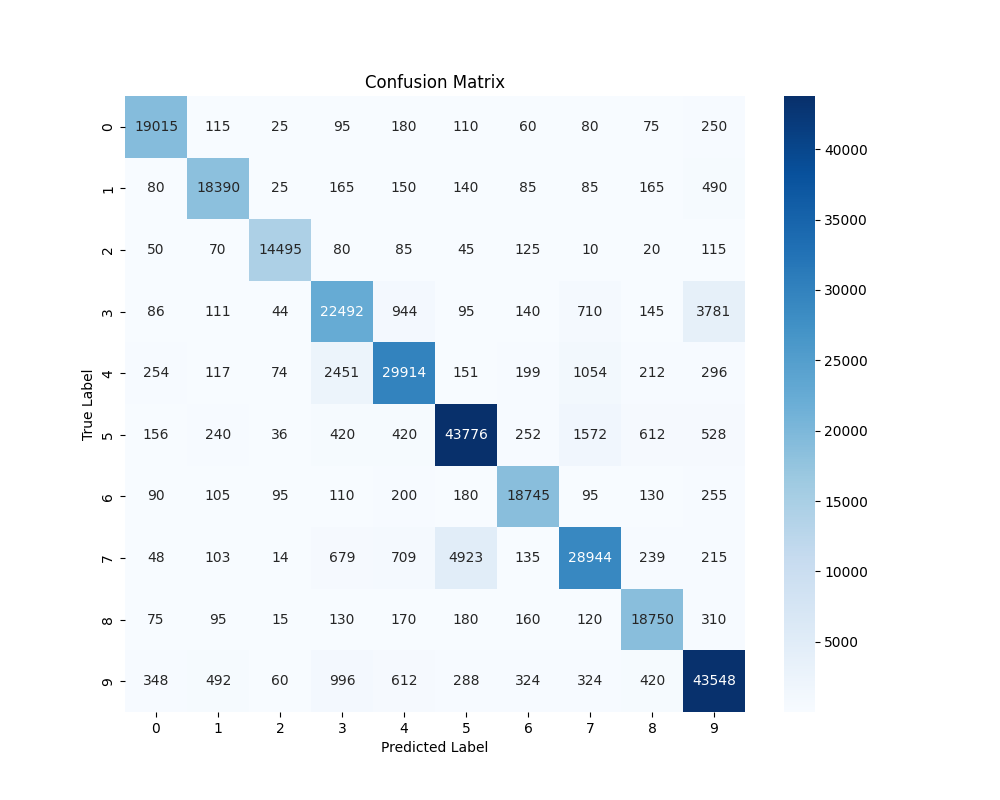 Confusion Matrix
0 19015 115 25 95 180 110 60 80 75 250
1 80 18390 25 165 150 140 85 85 165 490
2 50 70 14495 80 85 45 125 10 20 115
3 86 111 44 22492 944 95 140 710 145 3781
4 254 117 74 2451 29914 151 199 1054 212 296
5 156 240 36 420 420 43776 252 1572 612 528
6 90 105 95 110 200 180 18745 95 130 255
7 48 103 14 679 709 4923 135 28944 239 215
8 75 95 15 130 170 180 160 120 18750 310
9 348 492 60 996 612 288 324 324 420 43548
0 1 2 3 4 5 6 7 8 9
Predicted Label
True Label
40000
35000
30000
25000
20000
15000
10000
5000